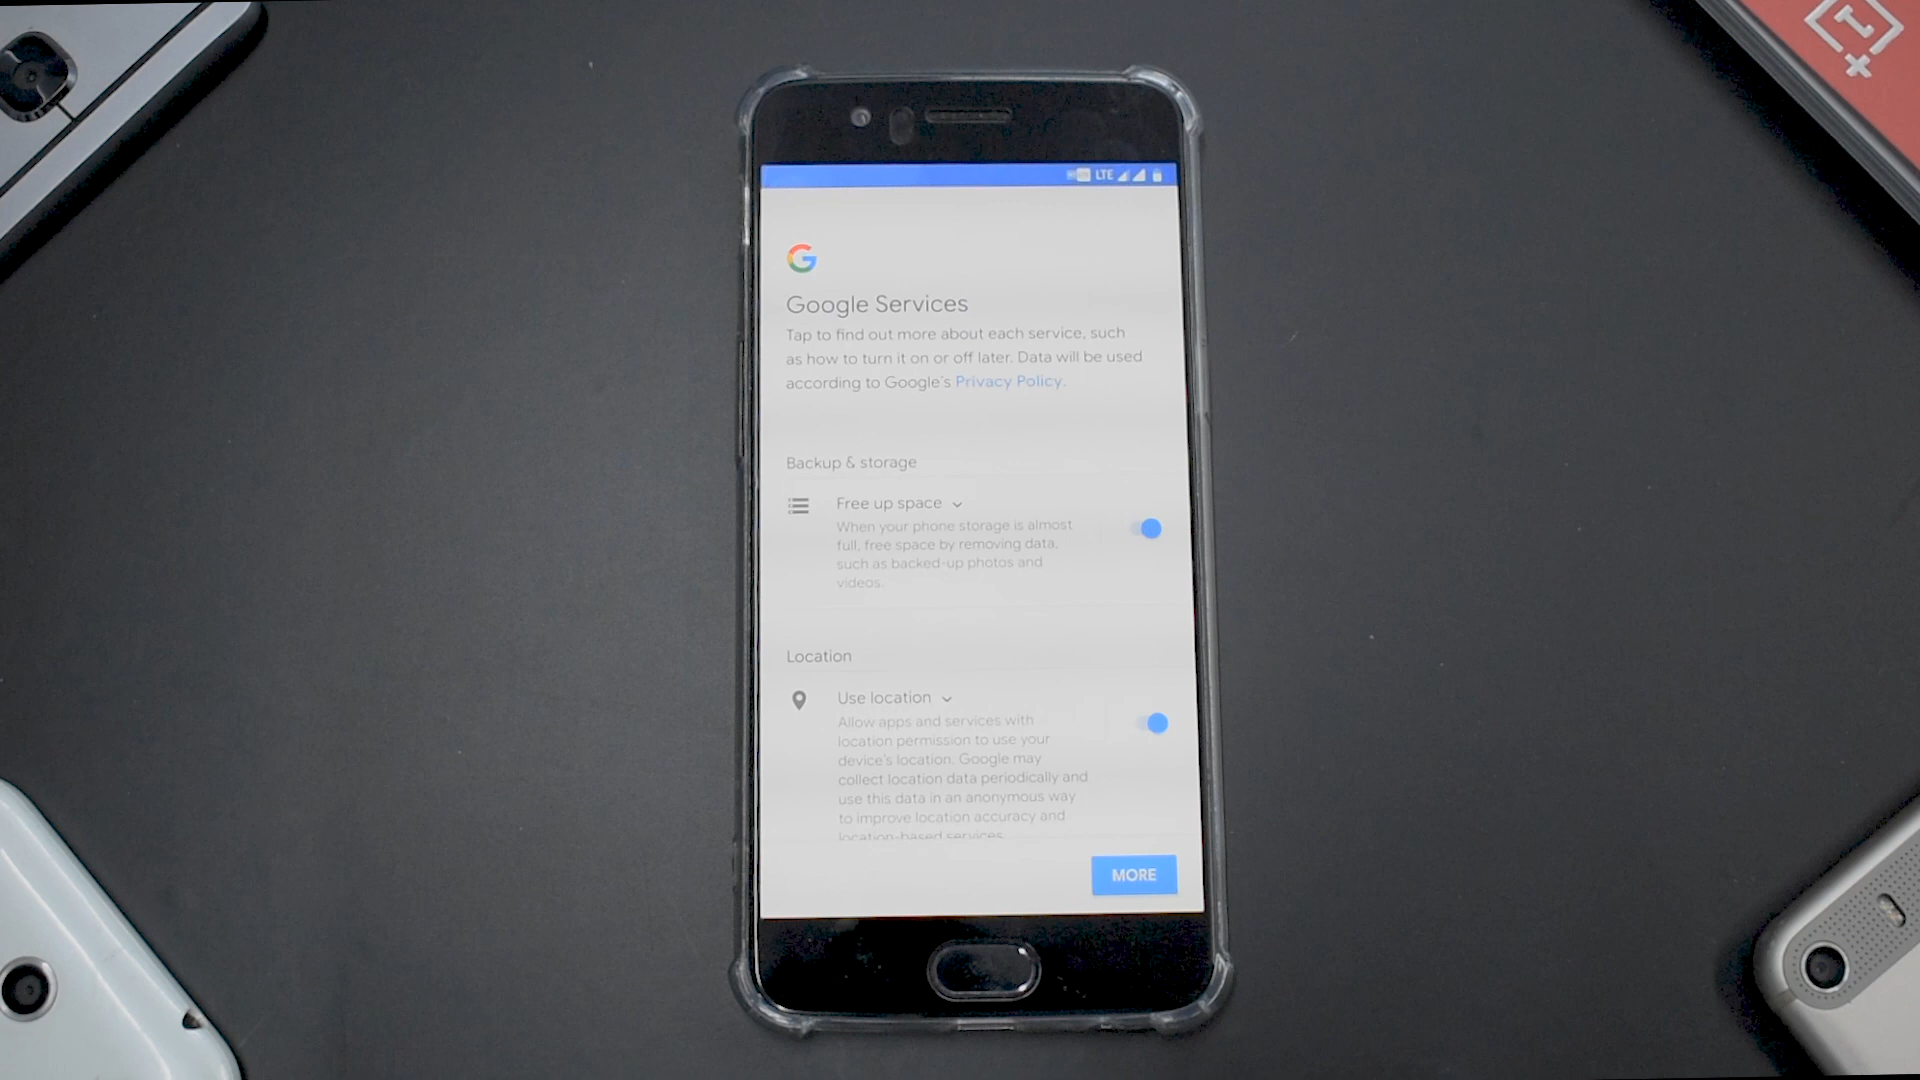 LTE
Google Services
Tap to find out more about each service, such
as how to turn it on or off later. Data will be used
according to Google's Privacy Policy.
Backup & storage
Free up space
When your phone storage is almost
full, free space by removing data,
such as backed-up photos and
videos.
Location
Use location
Allow apps and services with
location permission to use your
device's location. Google may
collect location data periodically and
use this data in an anonymous way
to improve location accuracy and
location-based services.
MORE